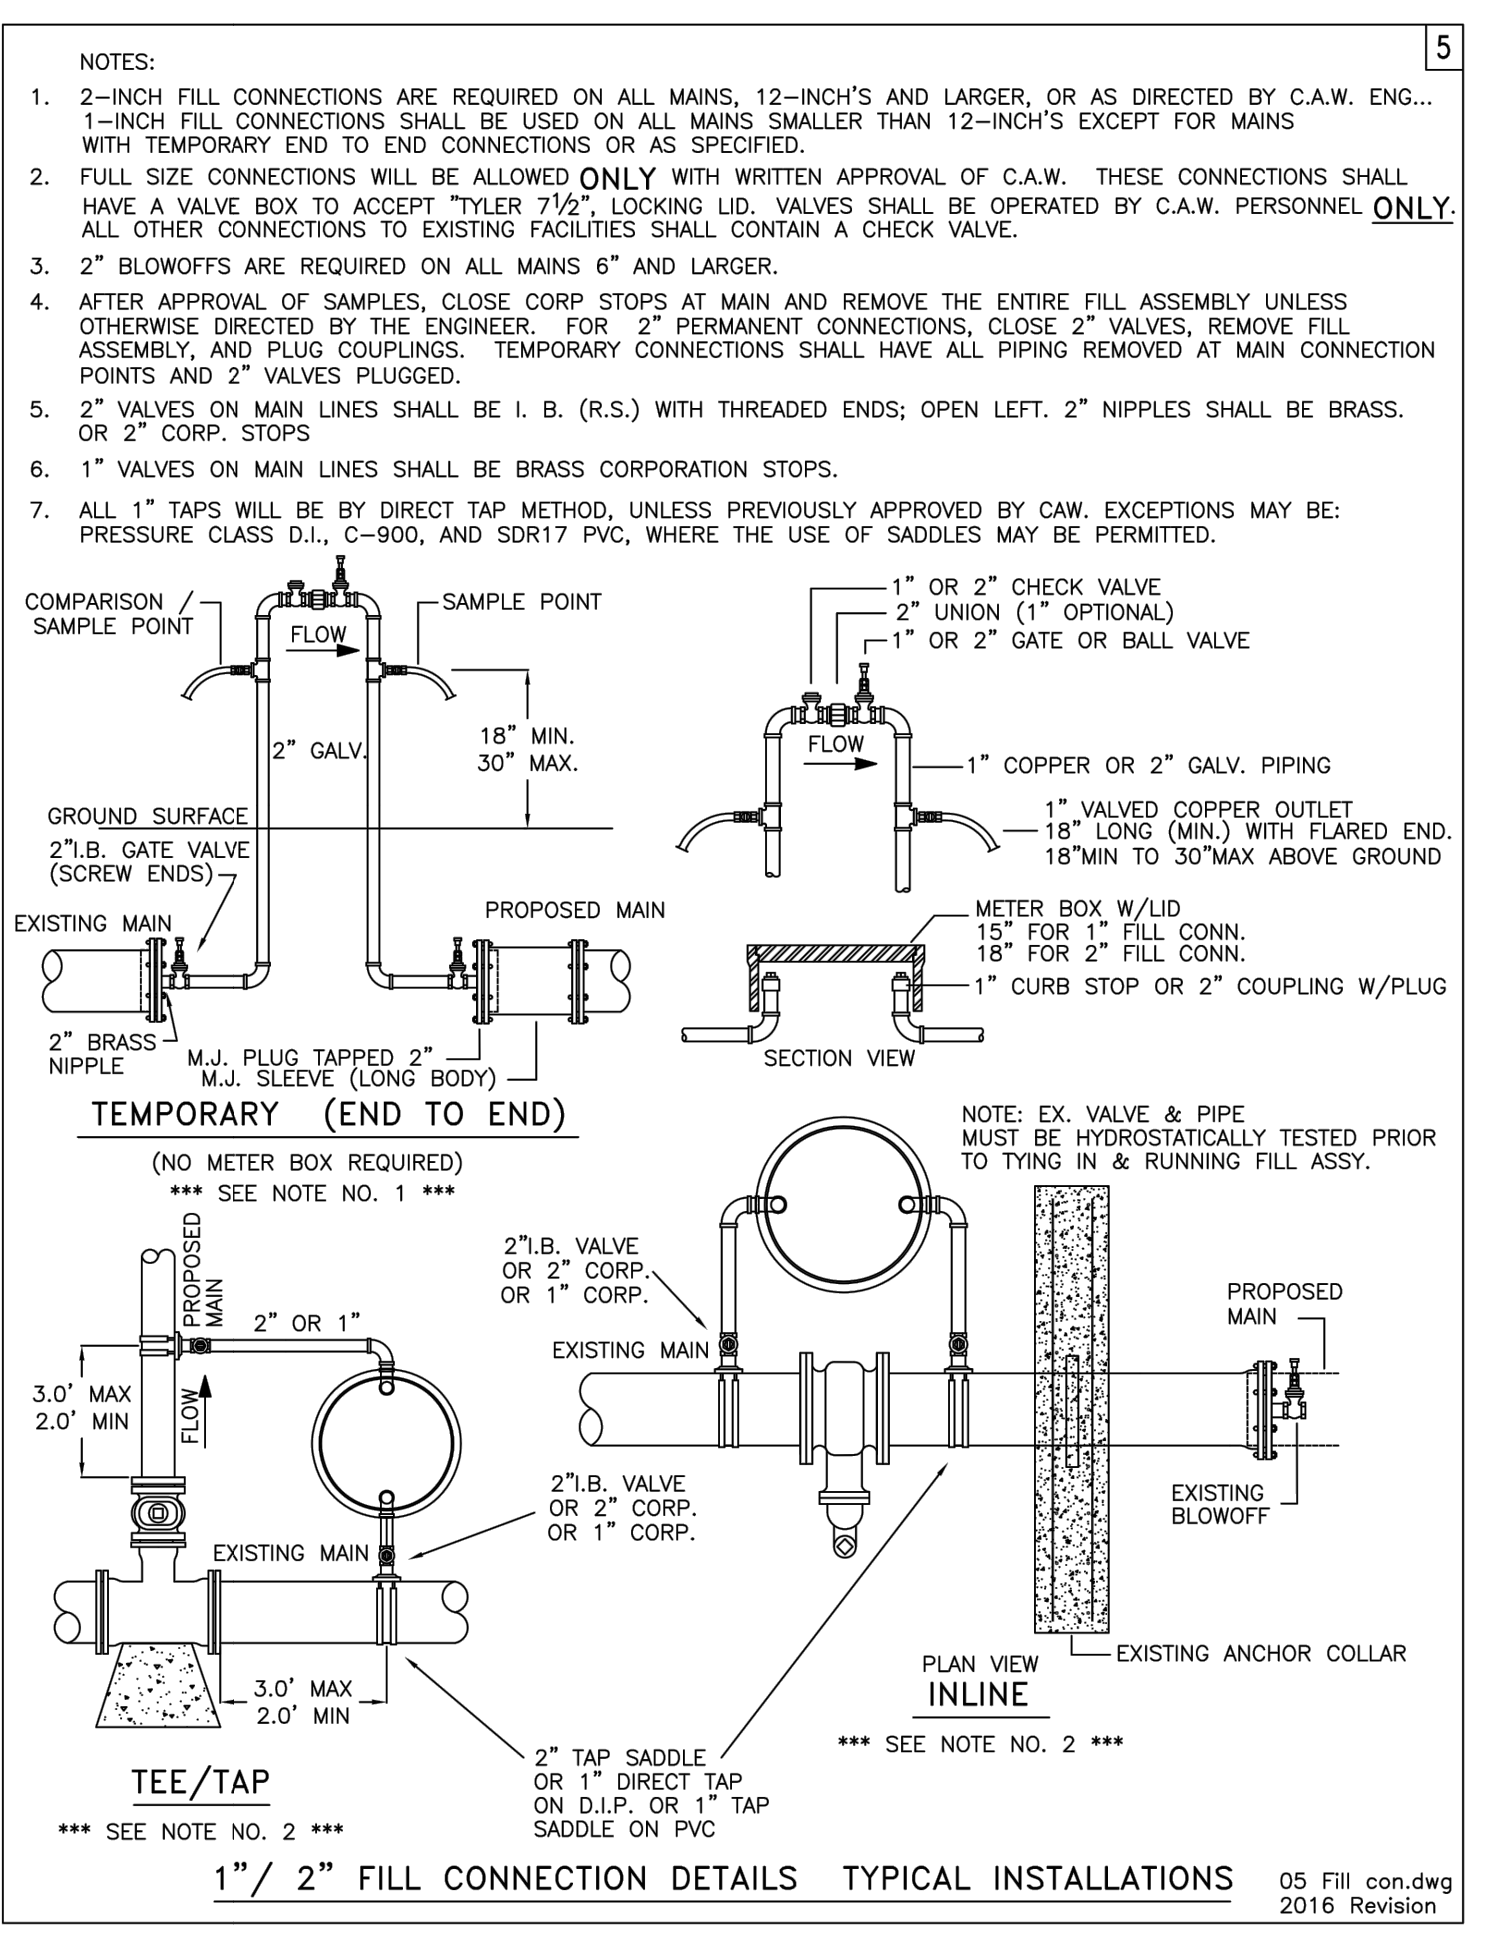 5
NOTES:
1. 2-INCH FILL CONNECTIONS ARE REQUIRED ON ALL MAINS, 12-INCH'S AND LARGER, OR AS DIRECTED BY C.A.W. ENG...
1-INCH FILL CONNECTIONS SHALL BE USED ON ALL MAINS SMALLER THAN 12-INCH'S EXCEPT FOR MAINS
WITH TEMPORARY END TO END CONNECTIONS OR AS SPECIFIED.
2. FULL SIZE CONNECTIONS WILL BE ALLOWED ONLY WITH WRITTEN APPROVAL OF C.A.W. THESE CONNECTIONS SHALL
HAVE A VALVE BOX TO ACCEPT "TYLER 7 1/2", LOCKING LID. VALVES SHALL BE OPERATED BY C.A.W. PERSONNEL ONLY.
ALL OTHER CONNECTIONS TO EXISTING FACILITIES SHALL CONTAIN A CHECK VALVE.
3. 2" BLOWOFFS ARE REQUIRED ON ALL MAINS 6" AND LARGER.
4. AFTER APPROVAL OF SAMPLES, CLOSE CORP STOPS AT MAIN AND REMOVE THE ENTIRE FILL ASSEMBLY UNLESS
OTHERWISE DIRECTED BY THE ENGINEER. FOR 2" PERMANENT CONNECTIONS, CLOSE 2" VALVES, REMOVE FILL
ASSEMBLY, AND PLUG COUPLINGS. TEMPORARY CONNECTIONS SHALL HAVE ALL PIPING REMOVED AT MAIN CONNECTION
POINTS AND 2" VALVES PLUGGED.
5. 2" VALVES ON MAIN LINES SHALL BE I. B. (R.S.) WITH THREADED ENDS; OPEN LEFT. 2" NIPPLES SHALL BE BRASS.
OR 2" CORP. STOPS
6. 1" VALVES ON MAIN LINES SHALL BE BRASS CORPORATION STOPS.
7. ALL 1" TAPS WILL BE BY DIRECT TAP METHOD, UNLESS PREVIOUSLY APPROVED BY CAW. EXCEPTIONS MAY BE:
PRESSURE CLASS D.I., C-900, AND SDR17 PVC, WHERE THE USE OF SADDLES MAY BE PERMITTED.
COMPARISON /
SAMPLE POINT
SAMPLE POINT
FLOW
2" GALV.
18" MIN.
30" MAX.
GROUND SURFACE
2"I.B. GATE VALVE
(SCREW ENDS)
EXISTING MAIN
PROPOSED MAIN
2" BRASS
NIPPLE
M.J. PLUG TAPPED 2"
M.J. SLEEVE (LONG BODY)
TEMPORARY (END TO END)
(NO METER BOX REQUIRED)
*** SEE NOTE NO. 1 ***
1" OR 2" CHECK VALVE
2" UNION (1" OPTIONAL)
1" OR 2" GATE OR BALL VALVE
FLOW
1" COPPER OR 2" GALV. PIPING
1" VALVED COPPER OUTLET
18" LONG (MIN.) WITH FLARED END.
18"MIN TO 30"MAX ABOVE GROUND
METER BOX W/LID
15" FOR 1" FILL CONN.
18" FOR 2" FILL CONN.
1" CURB STOP OR 2" COUPLING W/PLUG
SECTION VIEW
NOTE: EX. VALVE & PIPE
MUST BE HYDROSTATICALLY TESTED PRIOR
TO TYING IN & RUNNING FILL ASSY.
PROPOSED
MAIN
2" OR 1"
3.0' MAX
2.0' MIN
FLOW
EXISTING MAIN
3.0' MAX
2.0' MIN
TEE/TAP
*** SEE NOTE NO. 2 ***
2"I.B. VALVE
OR 2" CORP.
OR 1" CORP.
EXISTING MAIN
2"I.B. VALVE
OR 2" CORP.
OR 1" CORP.
2" TAP SADDLE
OR 1" DIRECT TAP
ON D.I.P. OR 1" TAP
SADDLE ON PVC
PROPOSED
MAIN
EXISTING
BLOWOFF
EXISTING ANCHOR COLLAR
PLAN VIEW
INLINE
*** SEE NOTE NO. 2 ***
1"/ 2" FILL CONNECTION DETAILS TYPICAL INSTALLATIONS
05 Fill con.dwg
2016 Revision